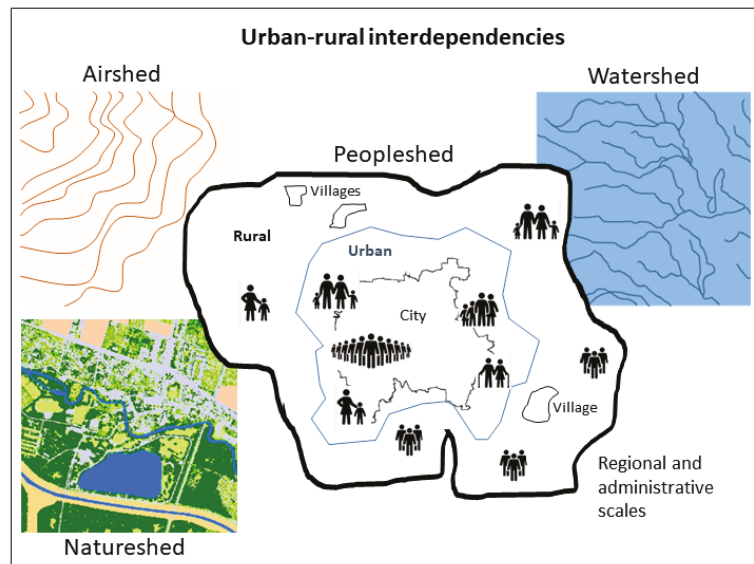 Urban-rural interdependencies
Airshed
Watershed
Peopleshed
Villages
Rural
Urban
City
Village
Regional and
administrative
scales
Natureshed